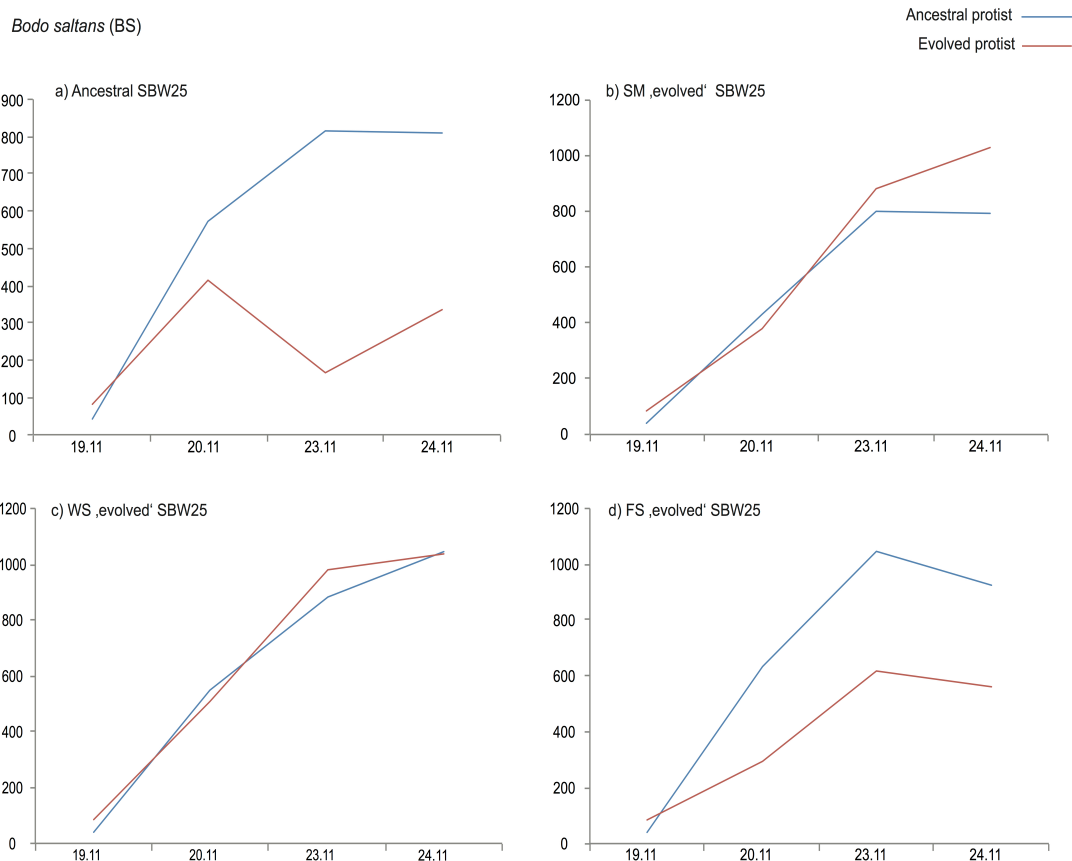 Bodo saltans (BS)
Ancestral protist
Evolved protist
a) Ancestral SBW25
900
800
700
600
500
400
300
200
100
0
19.11 20.11 23.11 24.11
b) SM ‚evolved‘ SBW25
1200
1000
800
600
400
200
0
19.11 20.11 23.11 24.11
c) WS ‚evolved‘ SBW25
1200
1000
800
600
400
200
0
19.11 20.11 23.11 24.11
d) FS ‚evolved‘ SBW25
1200
1000
800
600
400
200
0
19.11 20.11 23.11 24.11